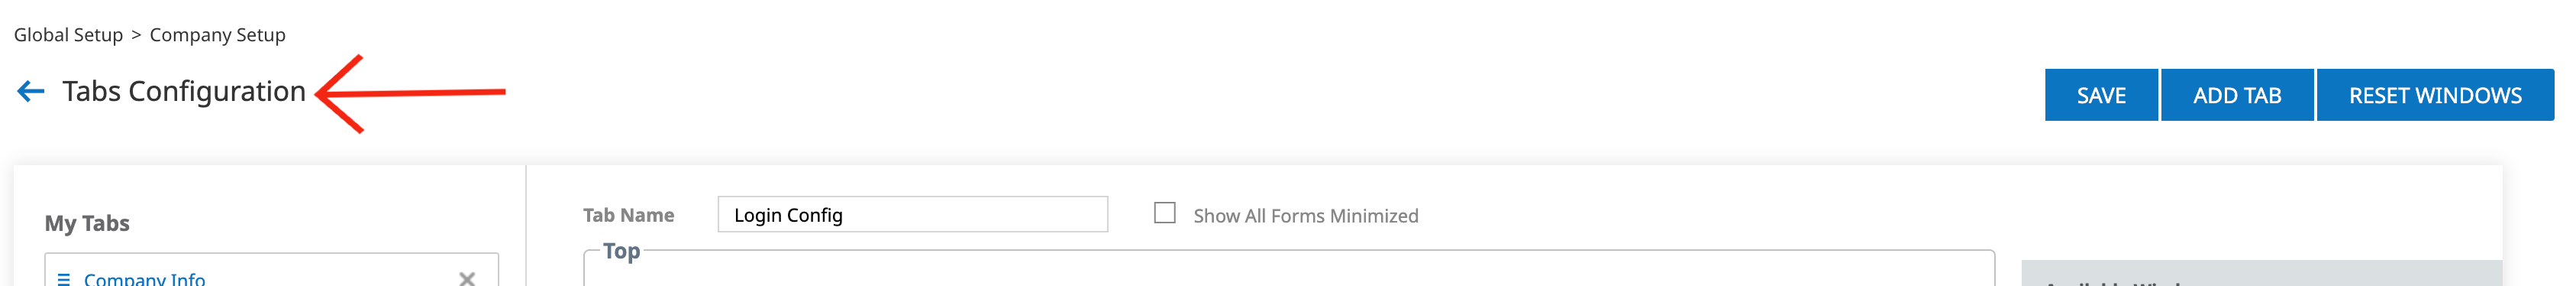 Global Setup > Company Setup
Tabs Configuration
SAVE ADD TAB RESET WINDOWS
My Tabs
Tab Name Login Config Show All Forms Minimized
Top
Company Info